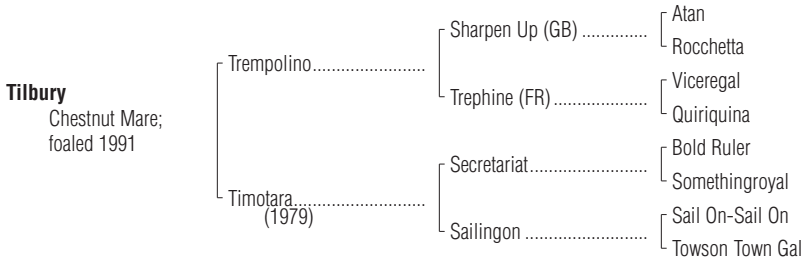 Atan
Sharpen Up (GB) ..............
Rocchetta
Trempolino........................
Viceregal
Trephine (FR) ....................
Quiriquina
Tilbury
Chestnut Mare;
foaled 1991
Bold Ruler
Secretariat.........................
Somethingroyal
Timotara............................
(1979)
Sail On-Sail On
Sailingon ..........................
Towson Town Gal